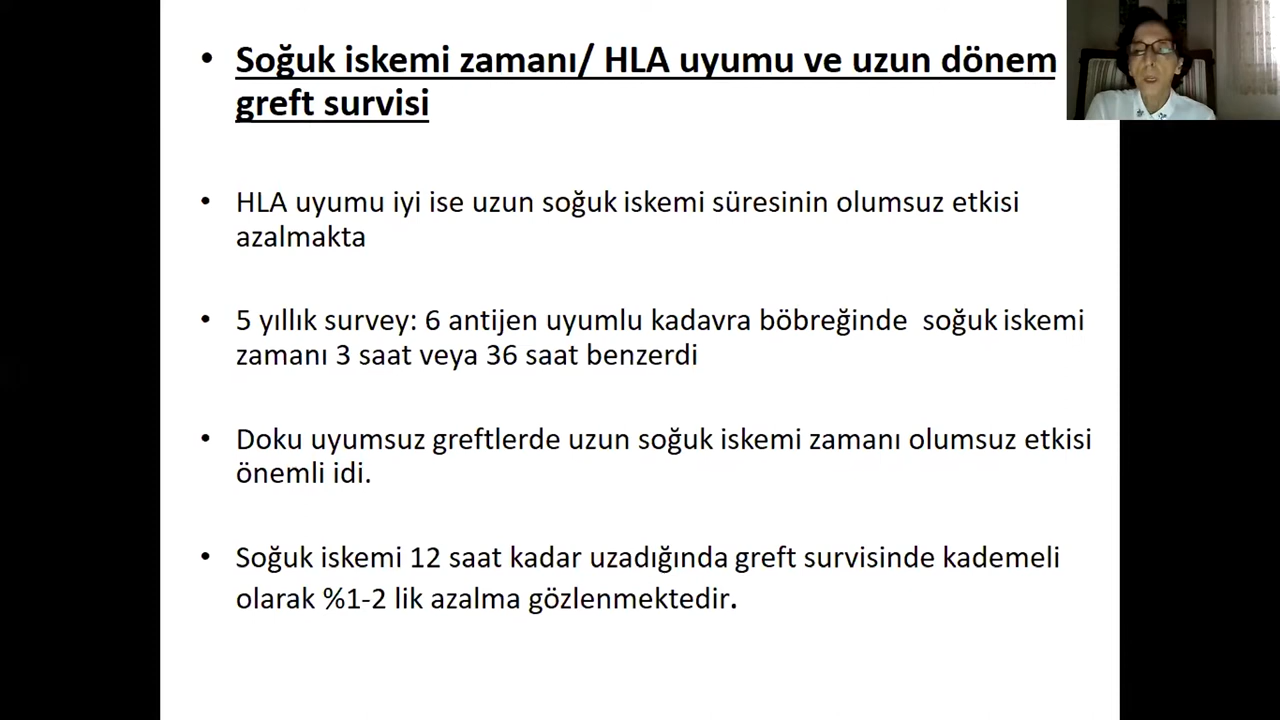 • Soğuk iskemi zamanı/ HLA uyumu ve uzun dönem
greft survisi
• HLA uyumu iyi ise uzun soğuk iskemi süresinin olumsuz etkisi
azalmakta
• 5 yıllık survey: 6 antijen uyumlu kadavra böbreğinde soğuk iskemi
zamanı 3 saat veya 36 saat benzerdi
• Doku uyumsuz greftlerde uzun soğuk iskemi zamanı olumsuz etkisi
önemli idi.
• Soğuk iskemi 12 saat kadar uzadığında greft survisinde kademeli
olarak %1-2 lik azalma gözlenmektedir.